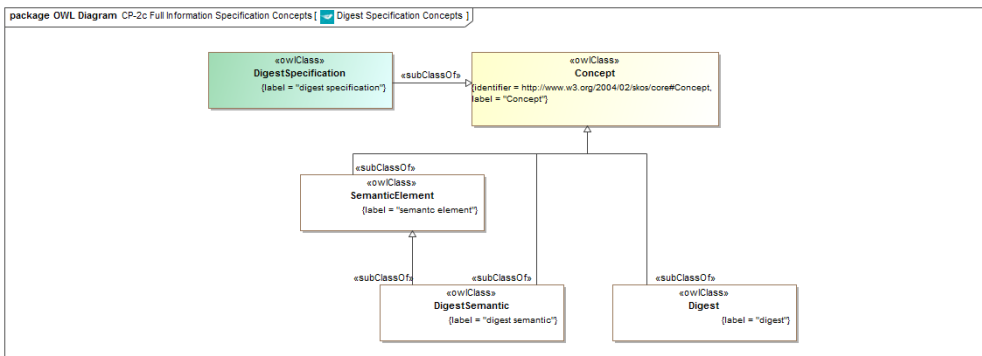 package OWL Diagram CP-2c Full Information Specification Concepts [ Digest Specification Concepts ]
«owlClass»
DigestSpecification
{label = "digest specification"}
«subClassOf»
«owlClass»
Concept
{identifier = http://www.w3.org/2004/02/skos/core#Concept,
label = "Concept"}
«subClassOf»
«owlClass»
SemanticElement
{label = "semantc element"}
«subClassOf»
«subClassOf»
«subClassOf»
«owlClass»
DigestSemantic
{label = "digest semantic"}
«owlClass»
Digest
{label = "digest"}